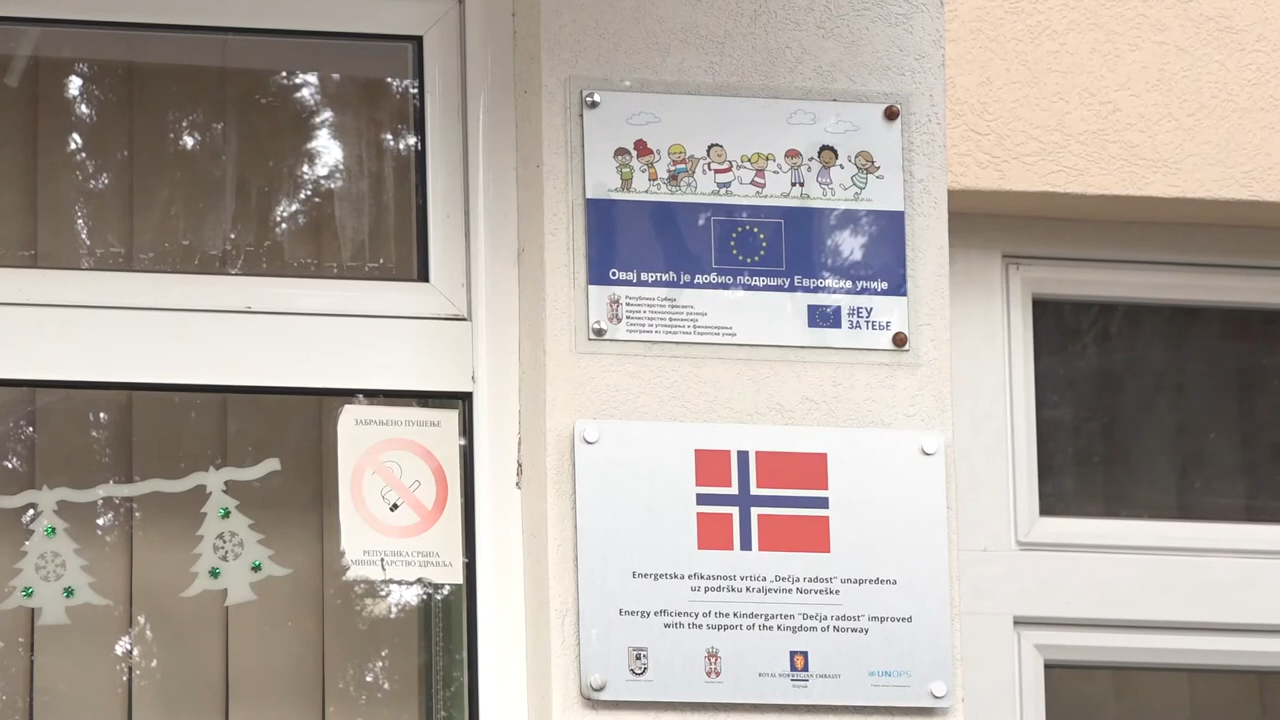 Овај вртић је добио подршку Европске уније
Република Србија
Министарство просвете,
науке и технолошког развоја
Министарство финансија
Сектор за уговарање и финансирање
програма из средстава Европске уније
#ЕУ
ЗА ТЕБЕ
ЗАБРАЊЕНО ПУШЕЊЕ
РЕПУБЛИКА СРБИЈА
МИНИСТАРСТВО ЗДРАВЉА
Energetska efikasnost vrtića „Dečja radost” unapređena
uz podršku Kraljevine Norveške
Energy efficiency of the Kindergarten "Dečja radost" improved
with the support of the Kingdom of Norway
ROYAL NORWEGIAN EMBASSY
Belgrade
UNOPS